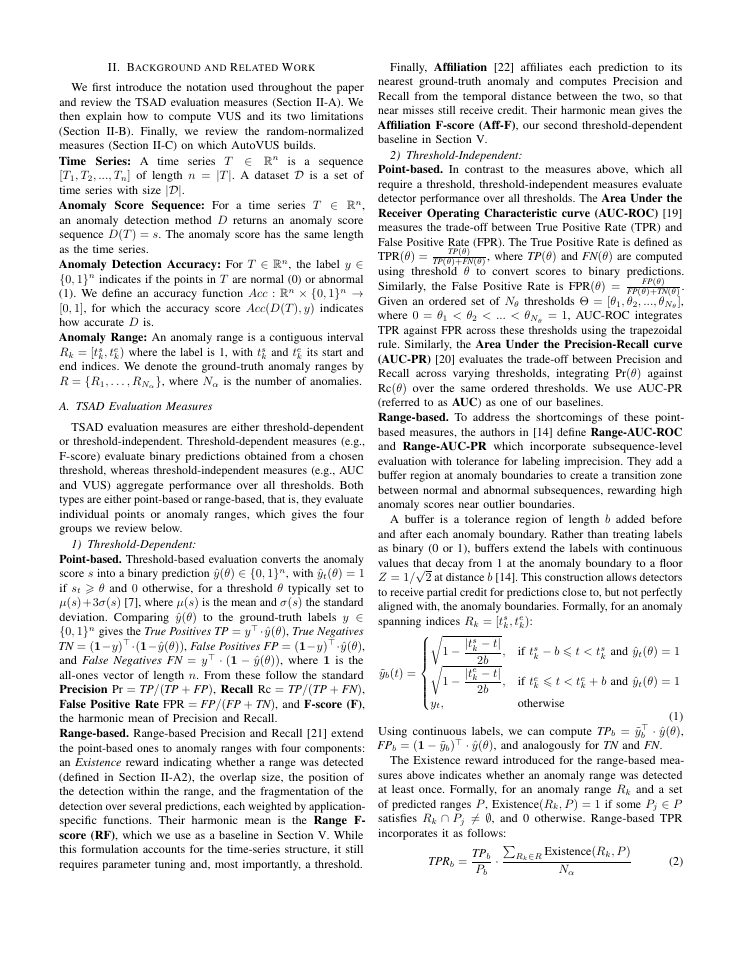 II. BACKGROUND AND RELATED WORK
We first introduce the notation used throughout the paper
and review the TSAD evaluation measures (Section II-A). We
then explain how to compute VUS and its two limitations
(Section II-B). Finally, we review the random-normalized
measures (Section II-C) on which AutoVUS builds.
Time Series: A time series T ∈ ℝⁿ is a sequence
[T₁, T₂, ..., Tₙ] of length n = |T|. A dataset 𝒟 is a set of
time series with size |𝒟|.
Anomaly Score Sequence: For a time series T ∈ ℝⁿ,
an anomaly detection method D returns an anomaly score
sequence D(T) = s. The anomaly score has the same length
as the time series.
Anomaly Detection Accuracy: For T ∈ ℝⁿ, the label y ∈
{0, 1}ⁿ indicates if the points in T are normal (0) or abnormal
(1). We define an accuracy function Acc : ℝⁿ × {0, 1}ⁿ →
[0, 1], for which the accuracy score Acc(D(T), y) indicates
how accurate D is.
Anomaly Range: An anomaly range is a contiguous interval
R_k = [t_k^s, t_k^e) where the label is 1, with t_k^s and t_k^e its start and
end indices. We denote the ground-truth anomaly ranges by
R = {R₁, . . . , R_{N_α}}, where N_α is the number of anomalies.
A. TSAD Evaluation Measures
TSAD evaluation measures are either threshold-dependent
or threshold-independent. Threshold-dependent measures (e.g.,
F-score) evaluate binary predictions obtained from a chosen
threshold, whereas threshold-independent measures (e.g., AUC
and VUS) aggregate performance over all thresholds. Both
types are either point-based or range-based, that is, they evaluate
individual points or anomaly ranges, which gives the four
groups we review below.
1) Threshold-Dependent:
Point-based. Threshold-based evaluation converts the anomaly
score s into a binary prediction ŷ(θ) ∈ {0, 1}ⁿ, with ŷ_t(θ) = 1
if s_t ⩾ θ and 0 otherwise, for a threshold θ typically set to
μ(s)+3σ(s) [7], where μ(s) is the mean and σ(s) the standard
deviation. Comparing ŷ(θ) to the ground-truth labels y ∈
{0, 1}ⁿ gives the True Positives TP = y^⊤·ŷ(θ), True Negatives
TN = (1−y)^⊤·(1−ŷ(θ)), False Positives FP = (1−y)^⊤·ŷ(θ),
and False Negatives FN = y^⊤ · (1 − ŷ(θ)), where 1 is the
all-ones vector of length n. From these follow the standard
Precision Pr = TP/(TP + FP), Recall Rc = TP/(TP + FN),
False Positive Rate FPR = FP/(FP + TN), and F-score (F),
the harmonic mean of Precision and Recall.
Range-based. Range-based Precision and Recall [21] extend
the point-based ones to anomaly ranges with four components:
an Existence reward indicating whether a range was detected
(defined in Section II-A2), the overlap size, the position of
the detection within the range, and the fragmentation of the
detection over several predictions, each weighted by application-
specific functions. Their harmonic mean is the Range F-
score (RF), which we use as a baseline in Section V. While
this formulation accounts for the time-series structure, it still
requires parameter tuning and, most importantly, a threshold.
Finally, Affiliation [22] affiliates each prediction to its
nearest ground-truth anomaly and computes Precision and
Recall from the temporal distance between the two, so that
near misses still receive credit. Their harmonic mean gives the
Affiliation F-score (Aff-F), our second threshold-dependent
baseline in Section V.
2) Threshold-Independent:
Point-based. In contrast to the measures above, which all
require a threshold, threshold-independent measures evaluate
detector performance over all thresholds. The Area Under the
Receiver Operating Characteristic curve (AUC-ROC) [19]
measures the trade-off between True Positive Rate (TPR) and
False Positive Rate (FPR). The True Positive Rate is defined as
TPR(θ) = TP(θ)/(TP(θ)+FN(θ)), where TP(θ) and FN(θ) are computed
using threshold θ to convert scores to binary predictions.
Similarly, the False Positive Rate is FPR(θ) = FP(θ)/(FP(θ)+TN(θ)).
Given an ordered set of N_θ thresholds Θ = [θ₁, θ₂, ..., θ_{N_θ}],
where 0 = θ₁ < θ₂ < ... < θ_{N_θ} = 1, AUC-ROC integrates
TPR against FPR across these thresholds using the trapezoidal
rule. Similarly, the Area Under the Precision-Recall curve
(AUC-PR) [20] evaluates the trade-off between Precision and
Recall across varying thresholds, integrating Pr(θ) against
Rc(θ) over the same ordered thresholds. We use AUC-PR
(referred to as AUC) as one of our baselines.
Range-based. To address the shortcomings of these point-
based measures, the authors in [14] define Range-AUC-ROC
and Range-AUC-PR which incorporate subsequence-level
evaluation with tolerance for labeling imprecision. They add a
buffer region at anomaly boundaries to create a transition zone
between normal and abnormal subsequences, rewarding high
anomaly scores near outlier boundaries.
A buffer is a tolerance region of length b added before
and after each anomaly boundary. Rather than treating labels
as binary (0 or 1), buffers extend the labels with continuous
values that decay from 1 at the anomaly boundary to a floor
Z = 1/√2 at distance b [14]. This construction allows detectors
to receive partial credit for predictions close to, but not perfectly
aligned with, the anomaly boundaries. Formally, for an anomaly
spanning indices R_k = [t_k^s, t_k^e):
ỹ_b(t) = { √(1 − |t_k^s − t|/2b), if t_k^s − b ⩽ t < t_k^s and ŷ_t(θ) = 1
√(1 − |t_k^e − t|/2b), if t_k^e ⩽ t < t_k^e + b and ŷ_t(θ) = 1
y_t, otherwise
(1)
Using continuous labels, we can compute TP_b = ỹ_b^⊤ · ŷ(θ),
FP_b = (1 − ỹ_b)^⊤ · ŷ(θ), and analogously for TN and FN.
The Existence reward introduced for the range-based mea-
sures above indicates whether an anomaly range was detected
at least once. Formally, for an anomaly range R_k and a set
of predicted ranges P, Existence(R_k, P) = 1 if some P_j ∈ P
satisfies R_k ∩ P_j ≠ ∅, and 0 otherwise. Range-based TPR
incorporates it as follows:
TPR_b = TP_b/P_b · ∑_{R_k∈R} Existence(R_k, P)/N_α (2)